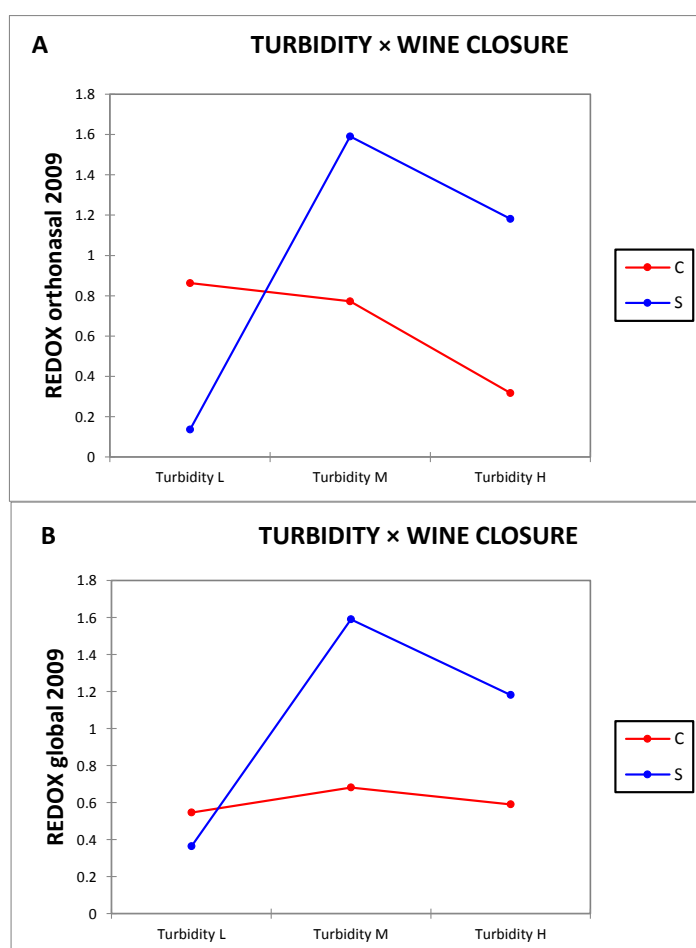 A
TURBIDITY × WINE CLOSURE
REDOX orthonasal 2009
1.8
1.6
1.4
1.2
1
0.8
0.6
0.4
0.2
0
Turbidity L
Turbidity M
Turbidity H
C
S
B
TURBIDITY × WINE CLOSURE
REDOX global 2009
1.8
1.6
1.4
1.2
1
0.8
0.6
0.4
0.2
0
Turbidity L
Turbidity M
Turbidity H
C
S